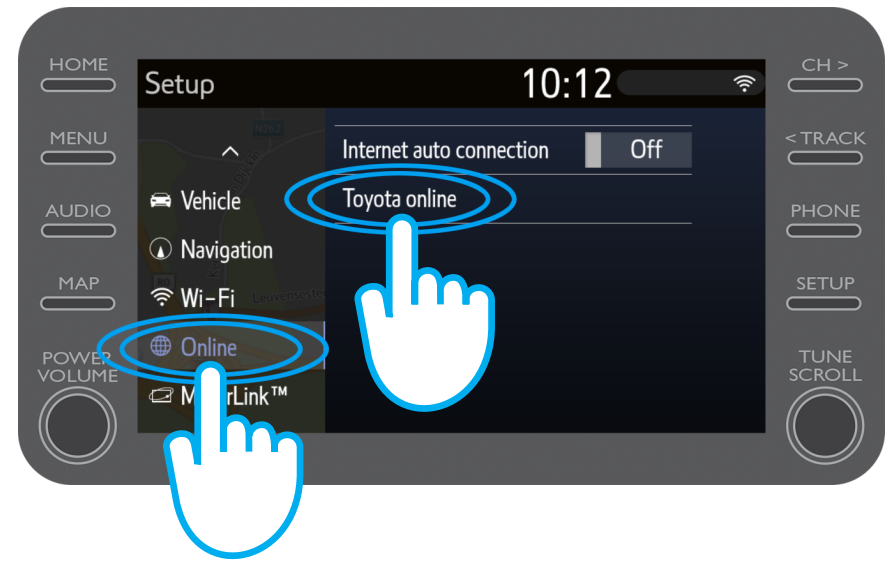 HOME
MENU
AUDIO
MAP
POWER
VOLUME
Setup
10:12
Vehicle
Navigation
Wi-Fi
Online
N767
Internet auto connection
Off
Toyota online
CH >
< TRACK
PHONE
SETUP
TUNE
SCROLL